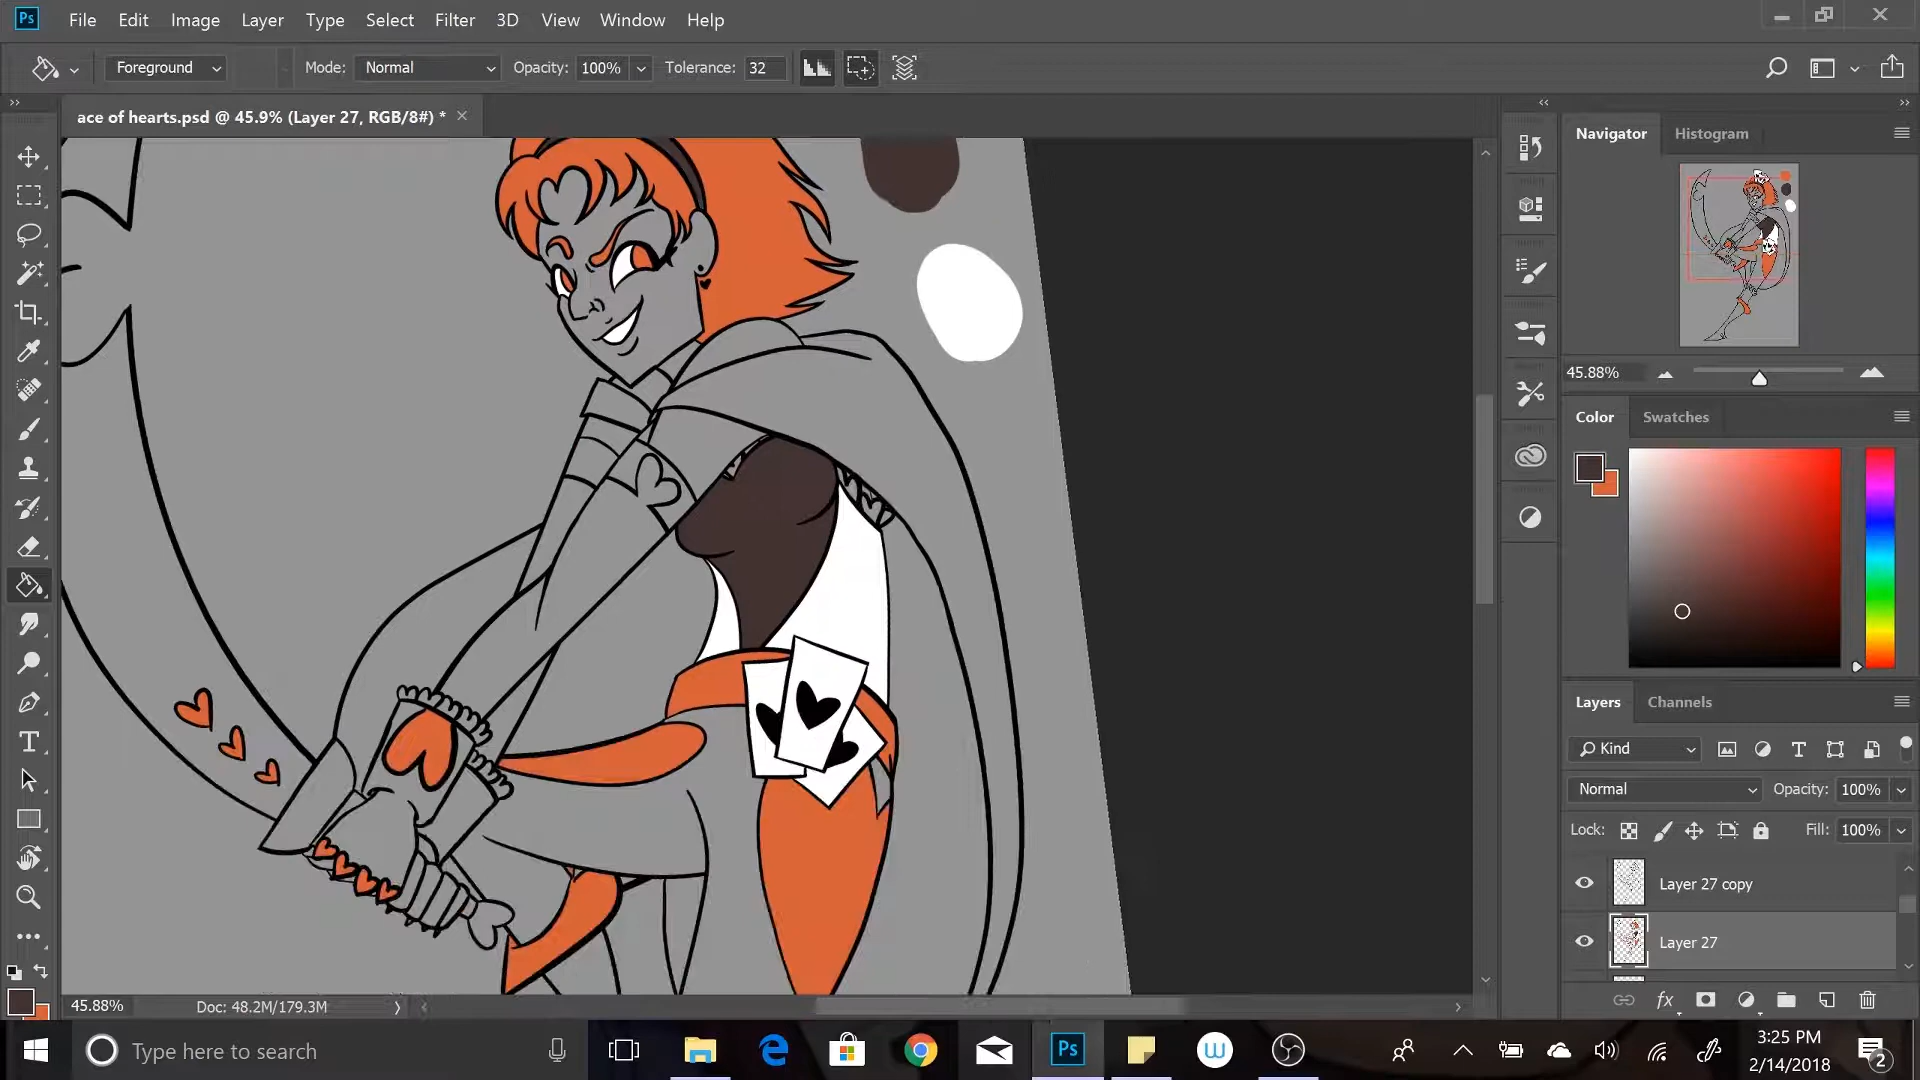 Ps File Edit Image Layer Type Select Filter 3D View Window Help
Foreground Mode: Normal Opacity: 100% Tolerance: 32
ace of hearts.psd @ 45.9% (Layer 27, RGB/8#) *
Navigator Histogram
45.88%
Color Swatches
Layers Channels
Kind
Normal Opacity: 100%
Lock: Fill: 100%
Layer 27 copy
Layer 27
45.88% Doc: 48.2M/179.3M
Type here to search
Ps
3:25 PM
2/14/2018
2